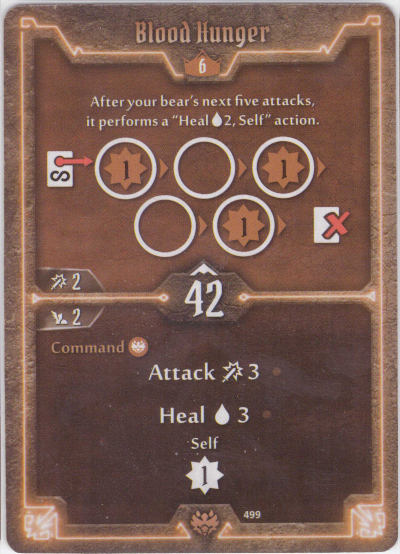 Blood Hunger
6
After your bear's next five attacks,
it performs a "Heal 2, Self" action.
S 1 1
1
2
42
2
Command
Attack 3
Heal 3
Self
1
499